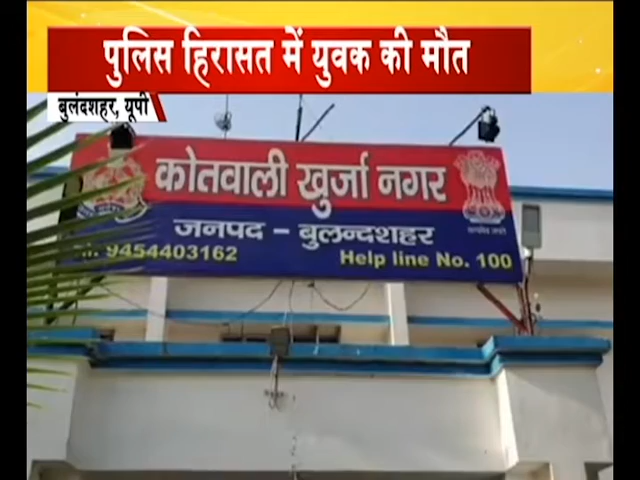 पुलिस हिरासत में युवक की मौत
बुलंदशहर, यूपी
कोतवाली खुर्जा नगर
जनपद - बुलन्दशहर
9454403162
Help line No. 100